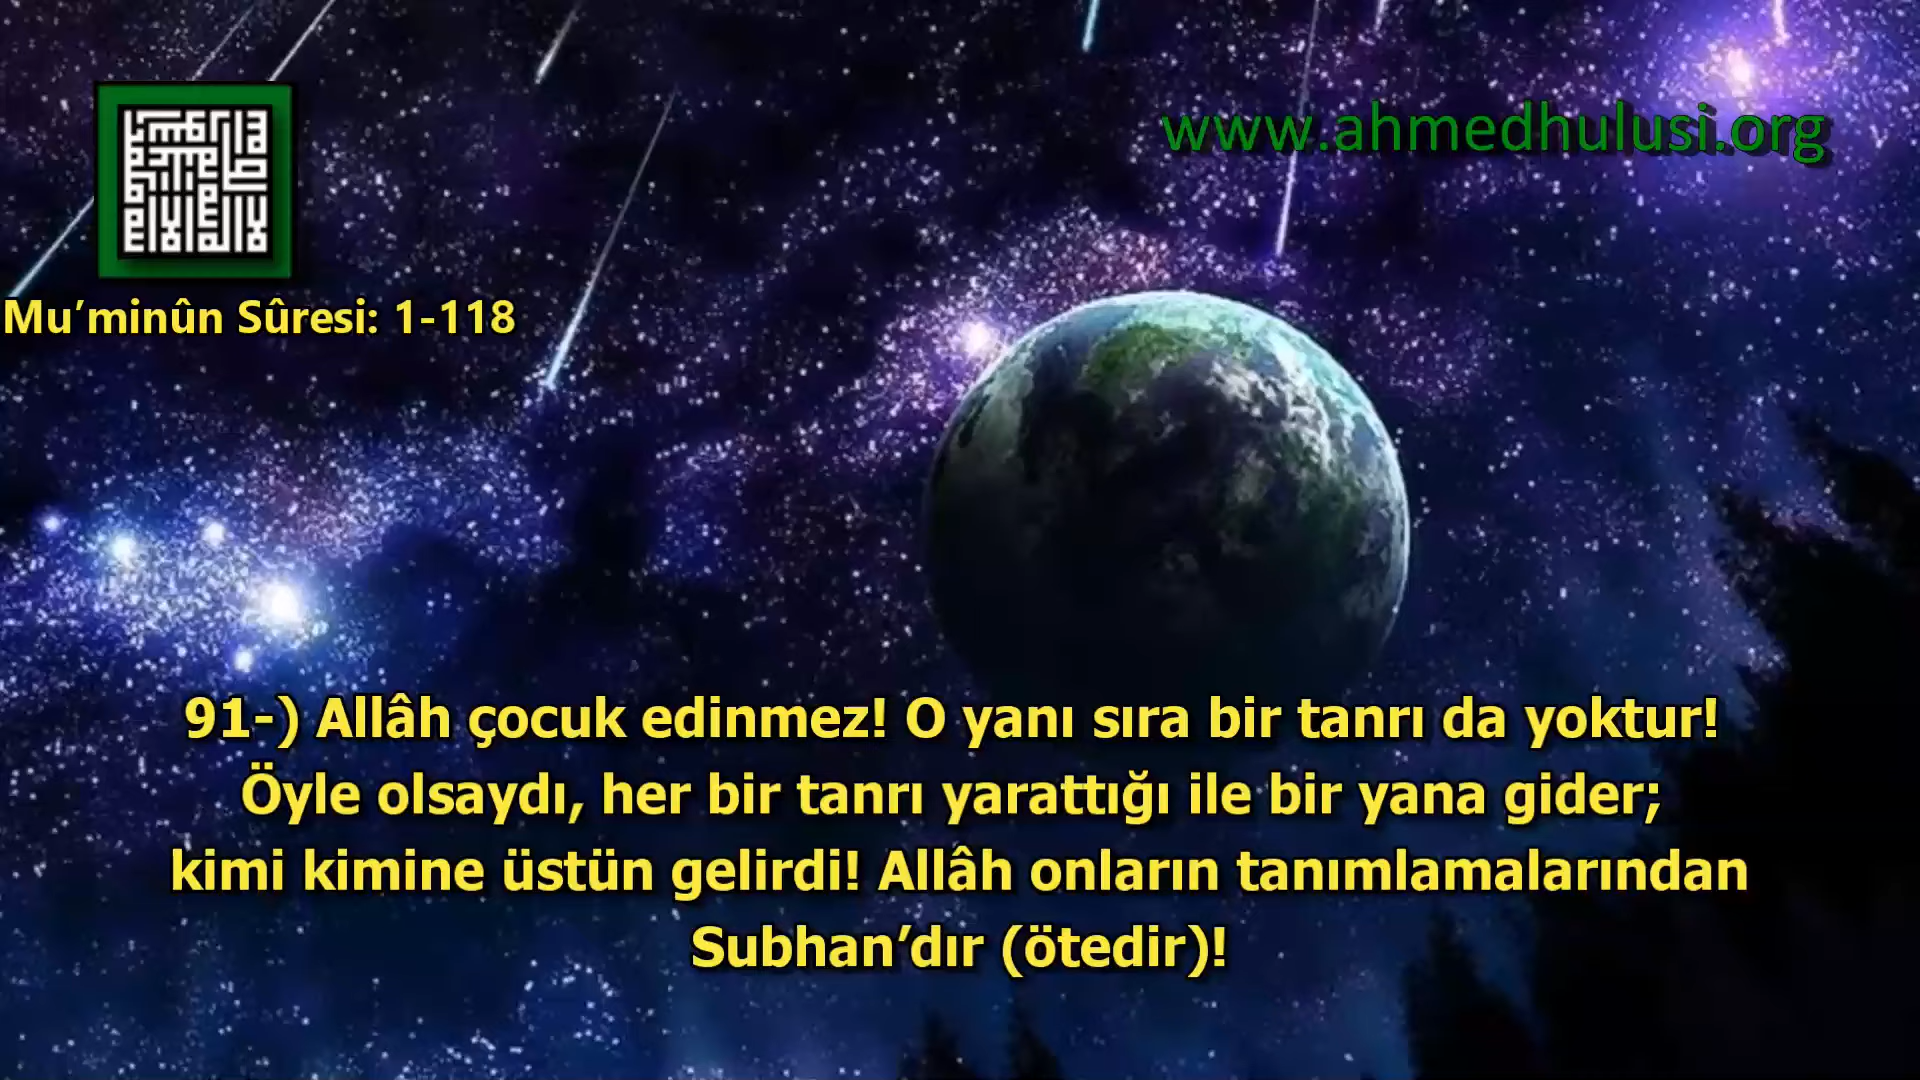 www.ahmedhulusi.org
Mu’minûn Sûresi: 1-118
91-) Allâh çocuk edinmez! O yanı sıra bir tanrı da yoktur!
Öyle olsaydı, her bir tanrı yarattığı ile bir yana gider;
kimi kimine üstün gelirdi! Allâh onların tanımlamalarından
Subhan’dır (ötedir)!